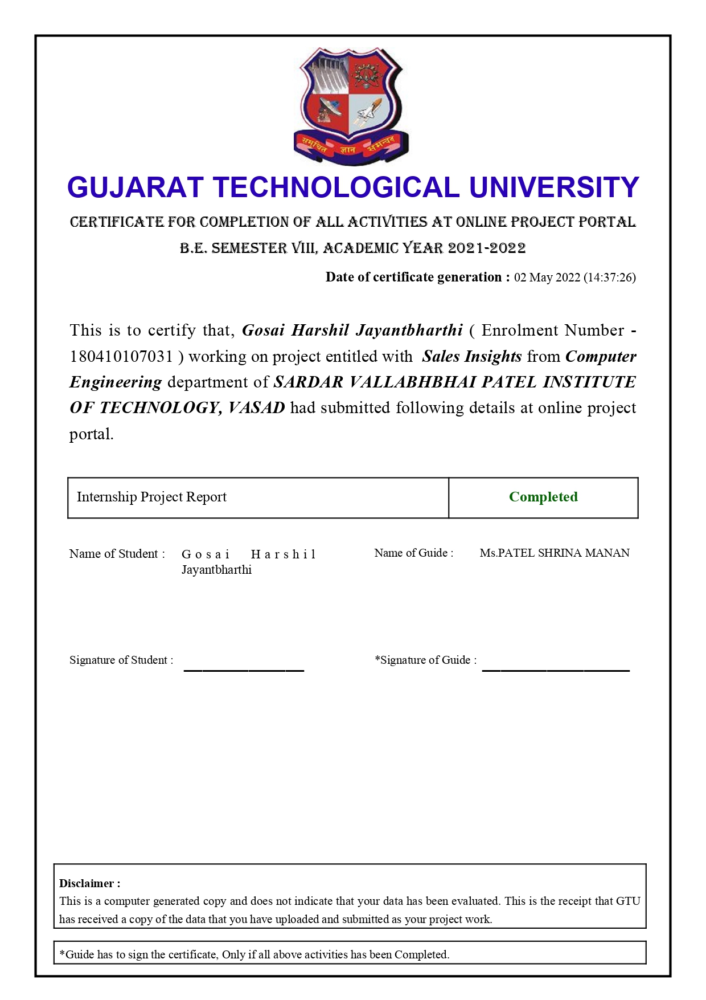 समुचित ज्ञान समन्वय
GUJARAT TECHNOLOGICAL UNIVERSITY
CERTIFICATE FOR COMPLETION OF ALL ACTIVITIES AT ONLINE PROJECT PORTAL
B.E. SEMESTER VIII, ACADEMIC YEAR 2021-2022
Date of certificate generation : 02 May 2022 (14:37:26)
This is to certify that, Gosai Harshil Jayantbharthi ( Enrolment Number -
180410107031 ) working on project entitled with Sales Insights from Computer
Engineering department of SARDAR VALLABHBHAI PATEL INSTITUTE
OF TECHNOLOGY, VASAD had submitted following details at online project
portal.
Internship Project Report Completed
Name of Student : Gosai Harshil Name of Guide : Ms.PATEL SHRINA MANAN
Jayantbharthi
Signature of Student : *Signature of Guide :
Disclaimer :
This is a computer generated copy and does not indicate that your data has been evaluated. This is the receipt that GTU
has received a copy of the data that you have uploaded and submitted as your project work.
*Guide has to sign the certificate, Only if all above activities has been Completed.